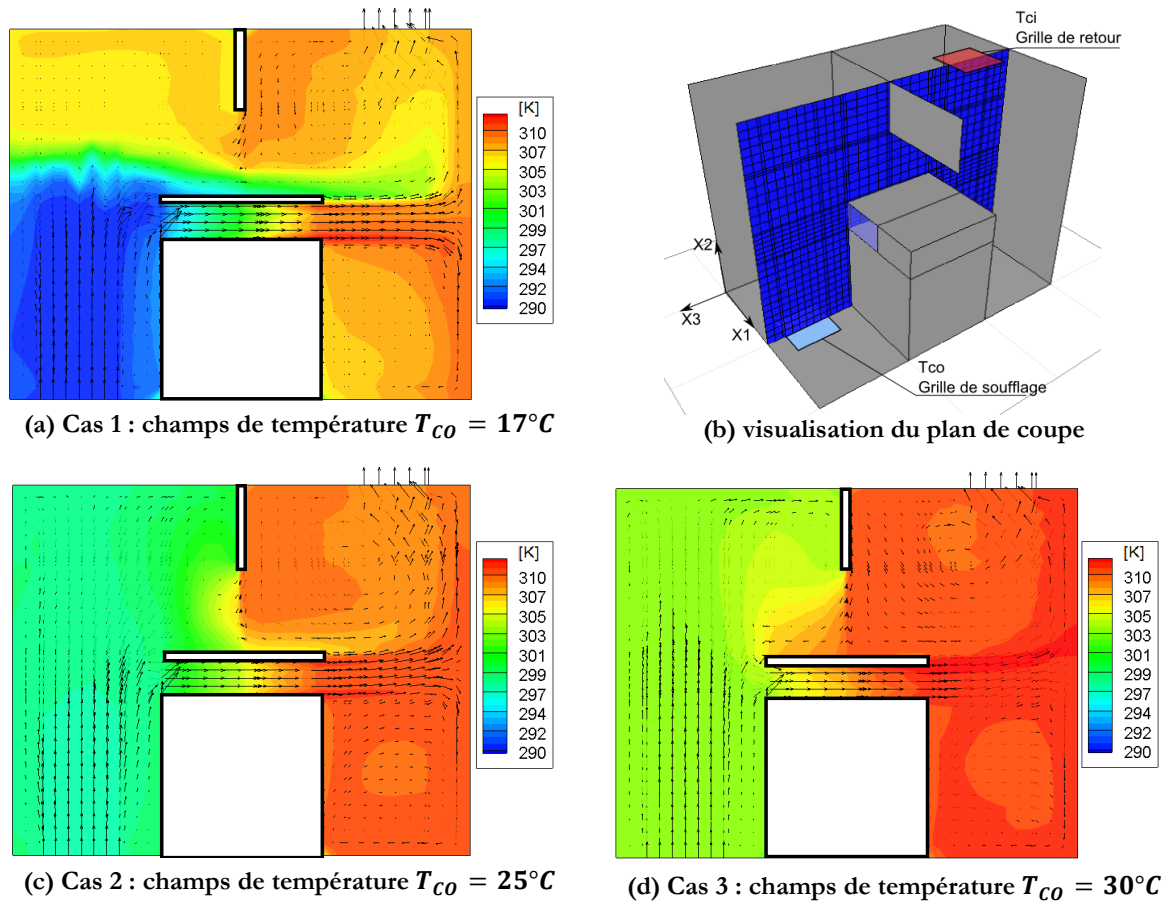 [K]
310
307
305
303
301
299
297
294
292
290
(a) Cas 1 : champs de température T_CO = 17°C
Tci
Grille de retour
X2
X3
X1
Tco
Grille de soufflage
(b) visualisation du plan de coupe
[K]
310
307
305
303
301
299
297
294
292
290
(c) Cas 2 : champs de température T_CO = 25°C
[K]
310
307
305
303
301
299
297
294
292
290
(d) Cas 3 : champs de température T_CO = 30°C